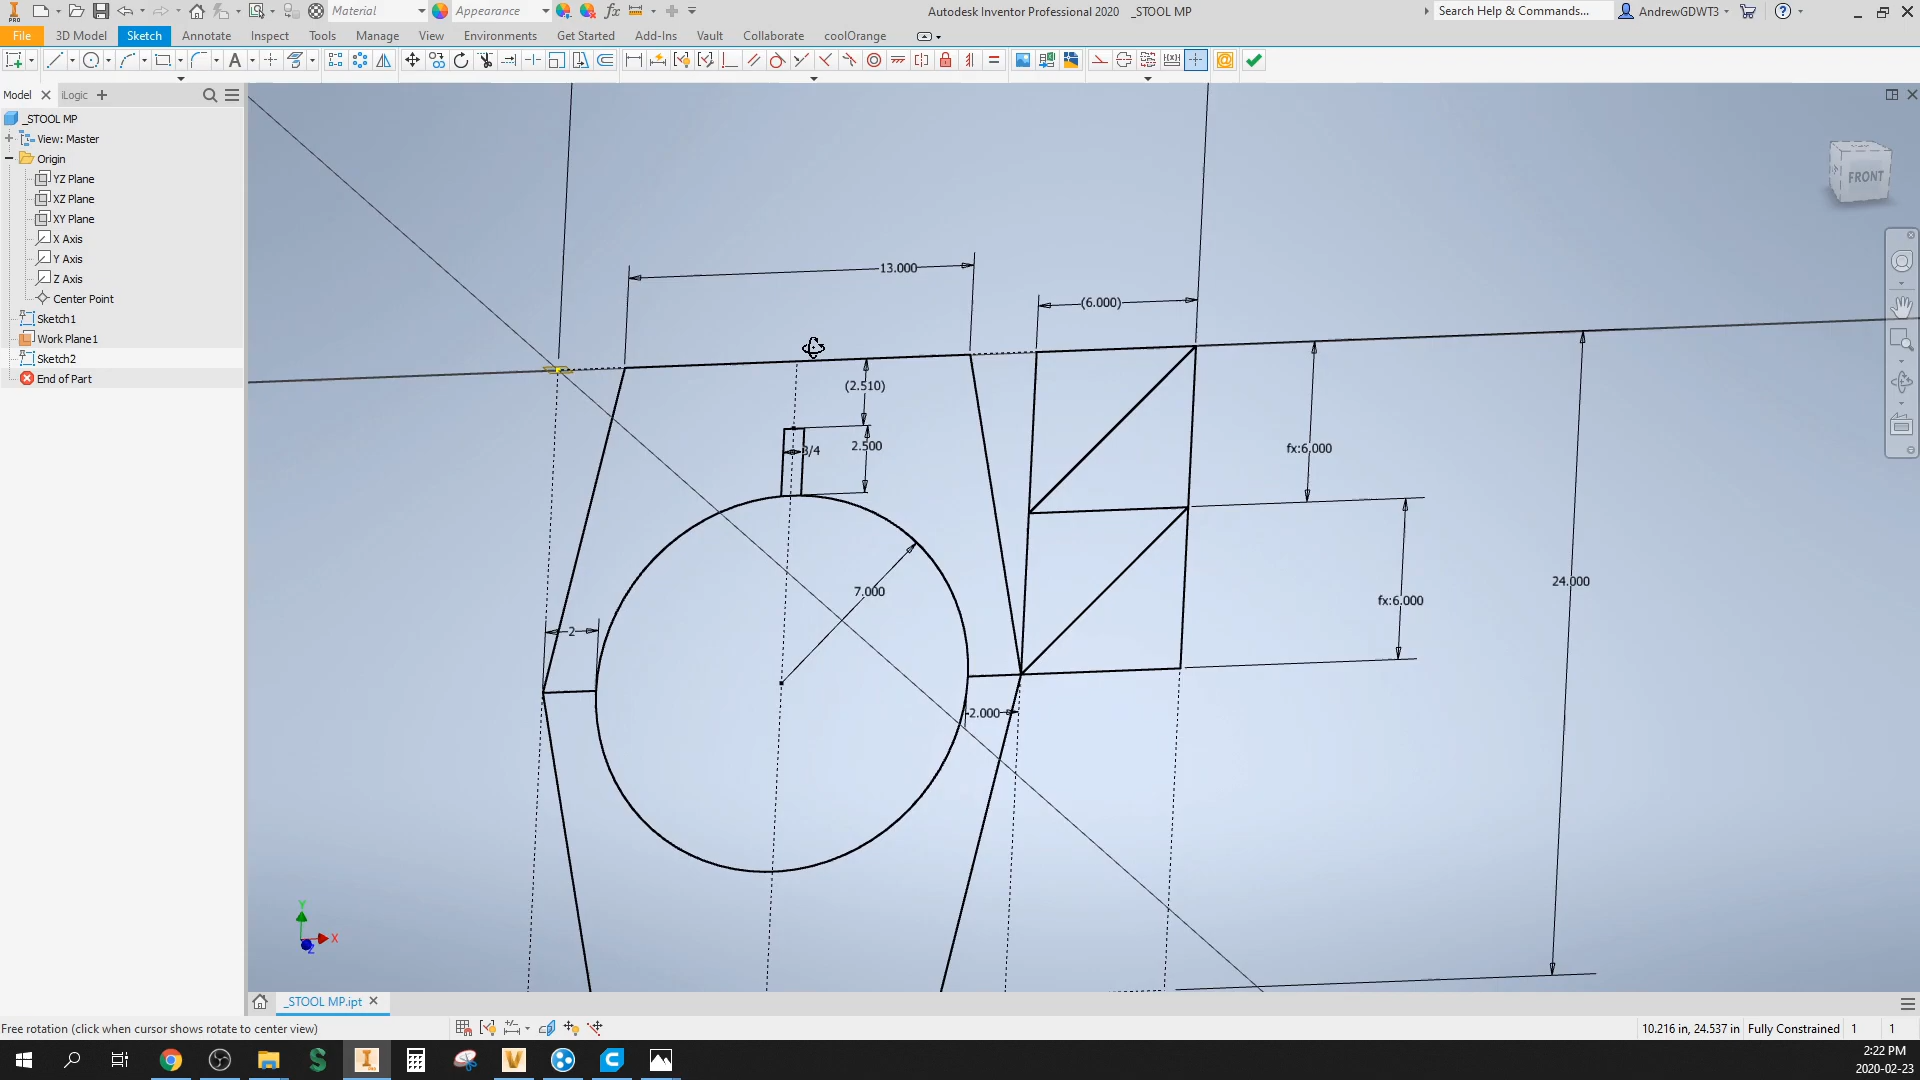 PRO
Material
Appearance
fx
Autodesk Inventor Professional 2020 _STOOL MP
Search Help & Commands...
AndrewGDWT3
File 3D Model Sketch Annotate Inspect Tools Manage View Environments Get Started Add-Ins Vault Collaborate coolOrange
Model iLogic
_STOOL MP
View: Master
Origin
YZ Plane
XZ Plane
XY Plane
X Axis
Y Axis
Z Axis
Center Point
Sketch1
Work Plane1
Sketch2
End of Part
FRONT
13.000
(6.000)
(2.510)
3/4
2.500
fx:6.000
24.000
7.000
fx:6.000
2
2.000
Y
X
Z
_STOOL MP.ipt
Free rotation (click when cursor shows rotate to center view)
10.216 in, 24.537 in Fully Constrained 1 1
2:22 PM
2020-02-23